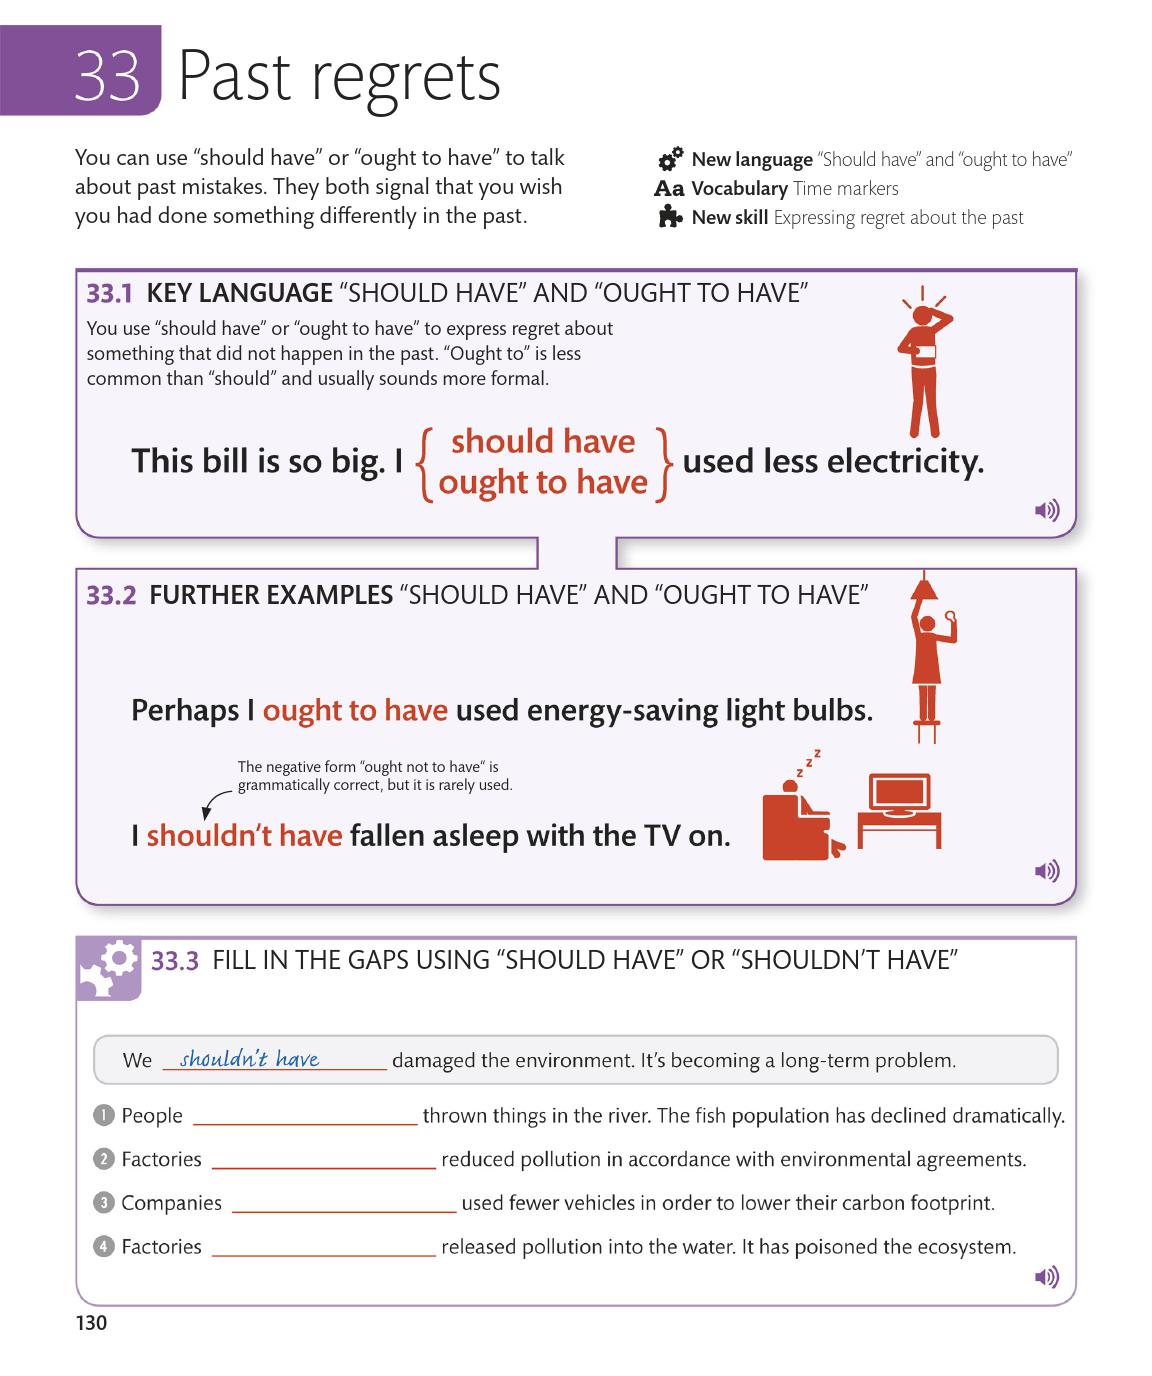 33 Past regrets
You can use “should have” or “ought to have” to talk
about past mistakes. They both signal that you wish
you had done something differently in the past.
New language “Should have” and “ought to have”
Aa Vocabulary Time markers
New skill Expressing regret about the past
33.1 KEY LANGUAGE “SHOULD HAVE” AND “OUGHT TO HAVE”
You use “should have” or “ought to have” to express regret about
something that did not happen in the past. “Ought to” is less
common than “should” and usually sounds more formal.
This bill is so big. I { should have
ought to have } used less electricity.
33.2 FURTHER EXAMPLES “SHOULD HAVE” AND “OUGHT TO HAVE”
Perhaps I ought to have used energy-saving light bulbs.
z z z
The negative form “ought not to have“ is
grammatically correct, but it is rarely used.
I shouldn’t have fallen asleep with the TV on.
33.3 FILL IN THE GAPS USING “SHOULD HAVE” OR “SHOULDN’T HAVE”
We shouldn’t have damaged the environment. It’s becoming a long-term problem.
1 People ____ thrown things in the river. The fish population has declined dramatically.
2 Factories ____ reduced pollution in accordance with environmental agreements.
3 Companies ____ used fewer vehicles in order to lower their carbon footprint.
4 Factories ____ released pollution into the water. It has poisoned the ecosystem.
130